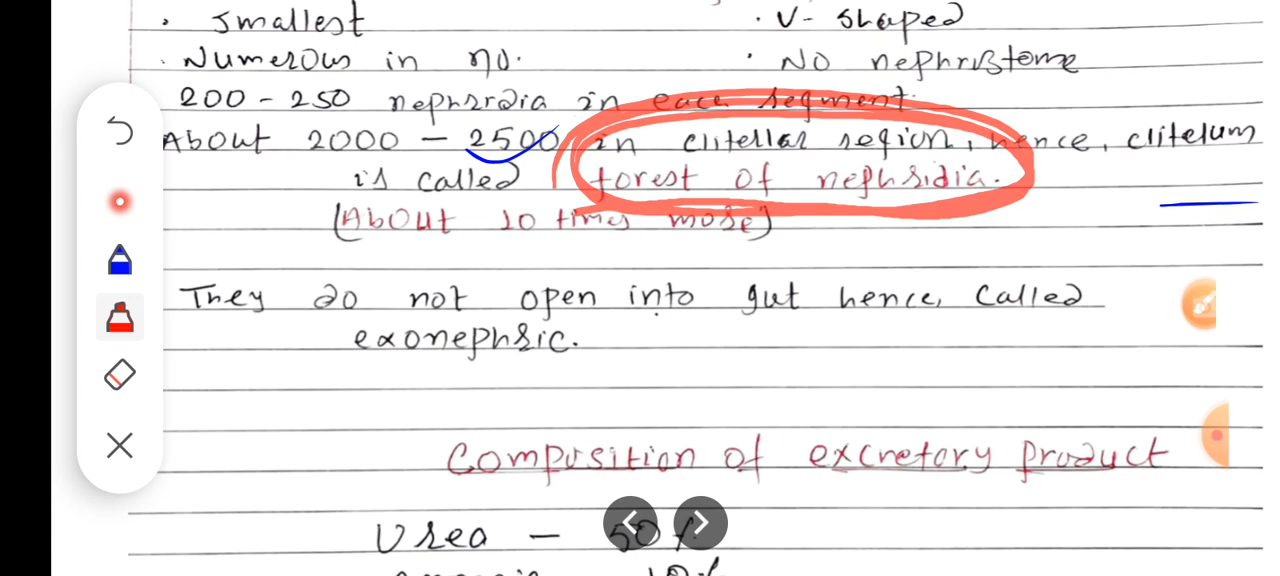 · Smallest · V- shaped
· Numerous in no. · No nephrostome
200 - 250 nephridia in each segment.
About 2000 - 2500 in clitellar region, hence, clitelum
is called forest of nephridia.
(About 10 times more)
They do not open into gut hence, called
exonephric.
Composition of excretory product
Urea - 50%